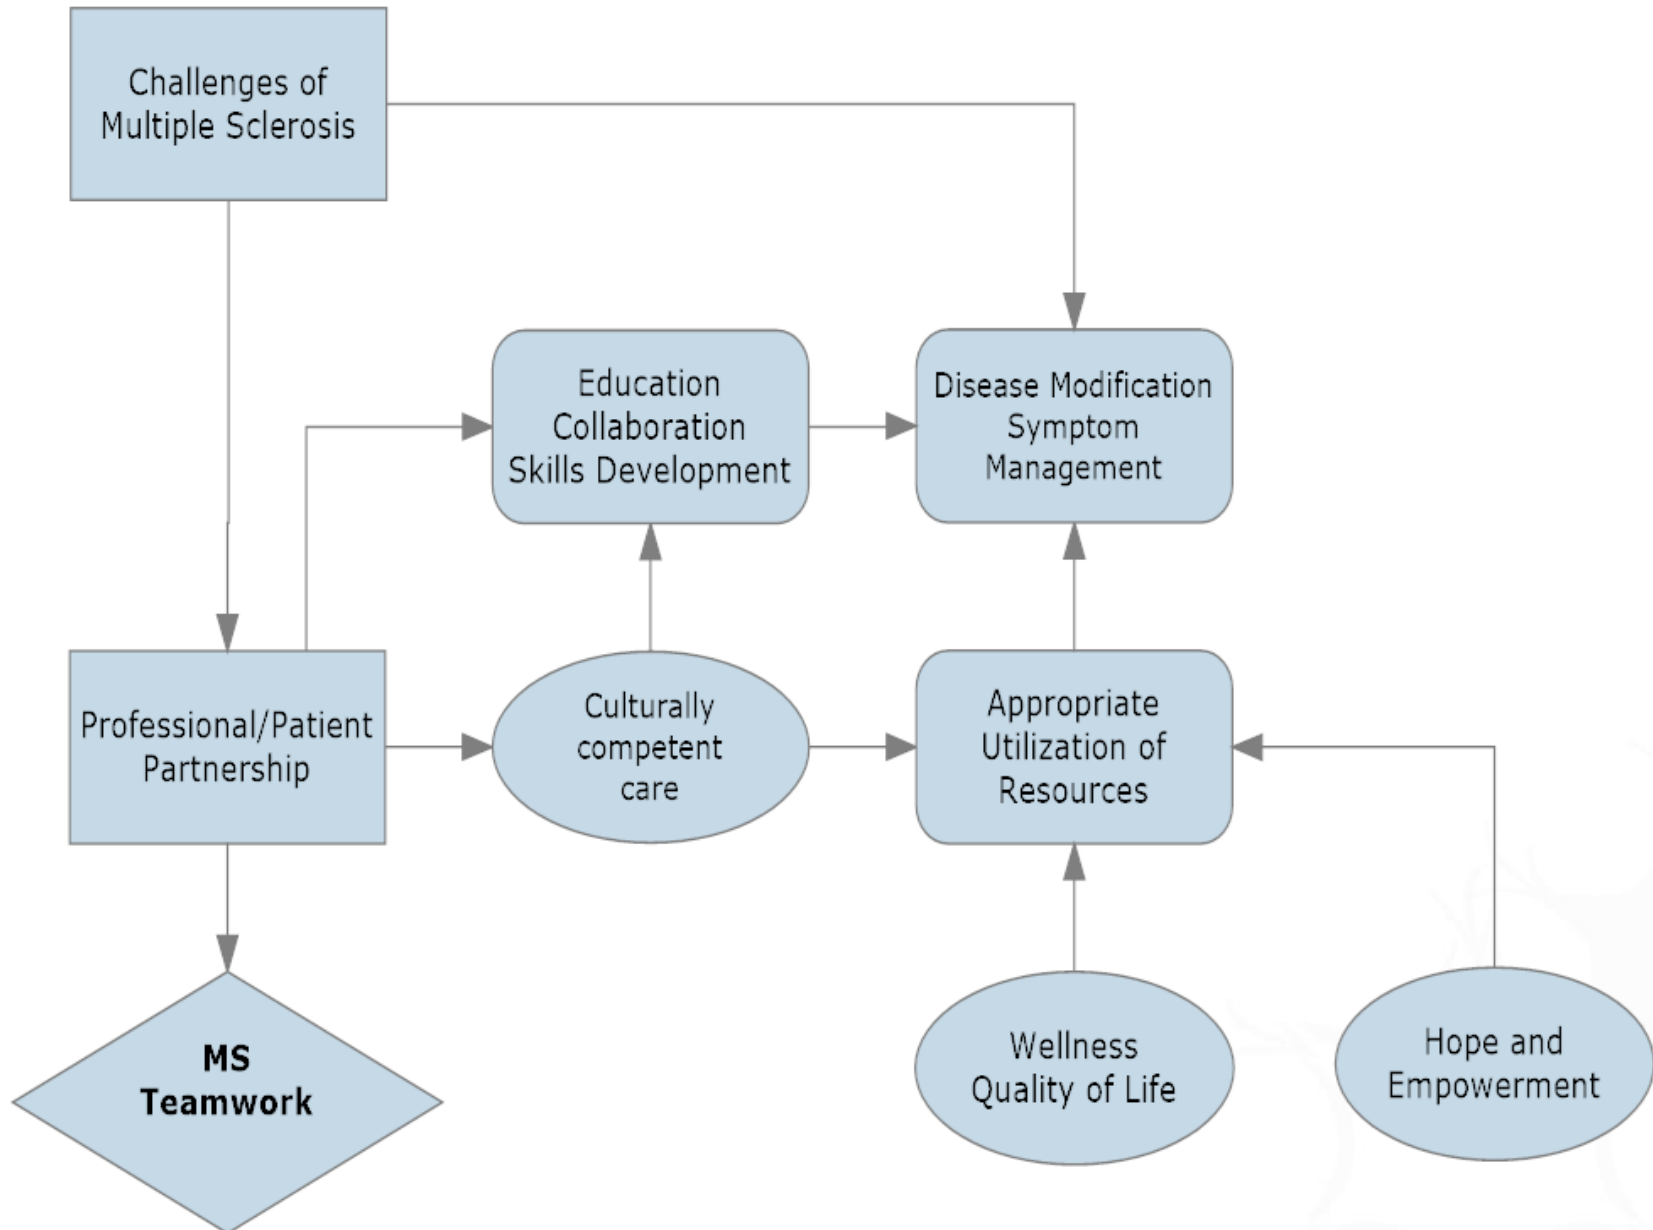 Challenges of
Multiple Sclerosis
Education
Collaboration
Skills Development
Disease Modification
Symptom
Management
Professional/Patient
Partnership
Culturally
competent
care
Appropriate
Utilization of
Resources
MS
Teamwork
Wellness
Quality of Life
Hope and
Empowerment